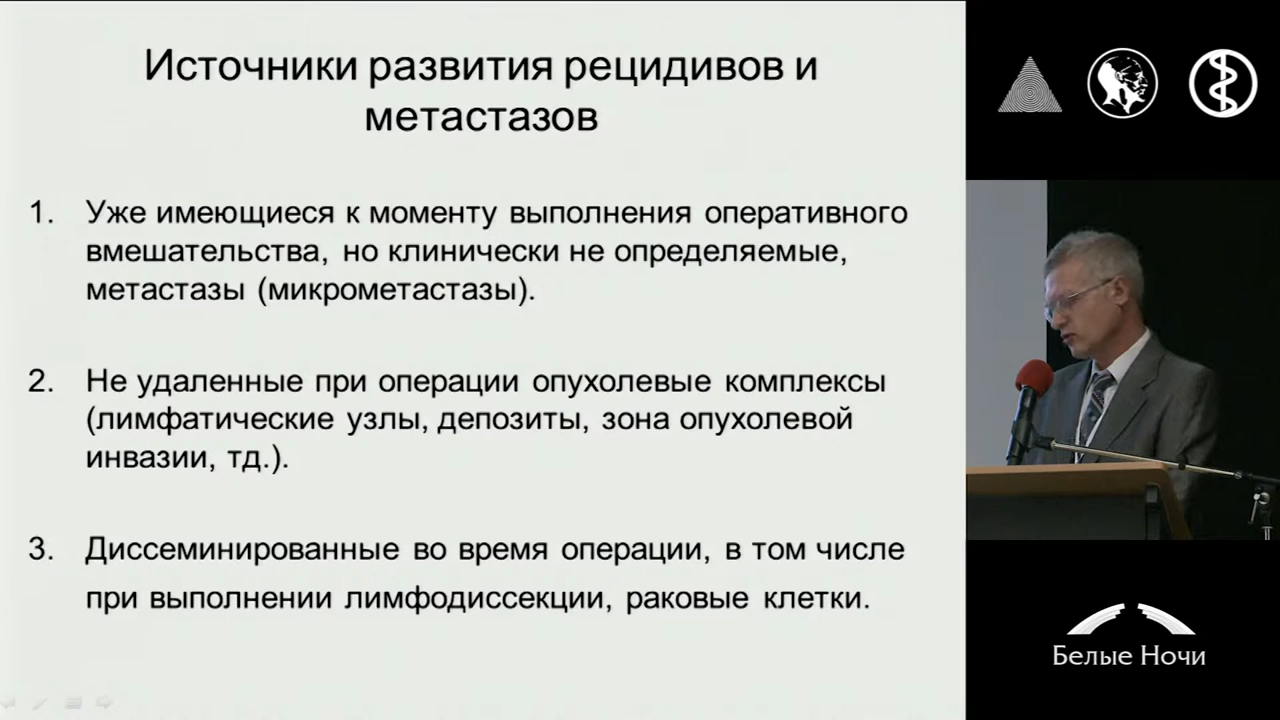 Источники развития рецидивов и
метастазов
1. Уже имеющиеся к моменту выполнения оперативного
вмешательства, но клинически не определяемые,
метастазы (микрометастазы).
2. Не удаленные при операции опухолевые комплексы
(лимфатические узлы, депозиты, зона опухолевой
инвазии, тд.).
3. Диссеминированные во время операции, в том числе
при выполнении лимфодиссекции, раковые клетки.
Белые Ночи